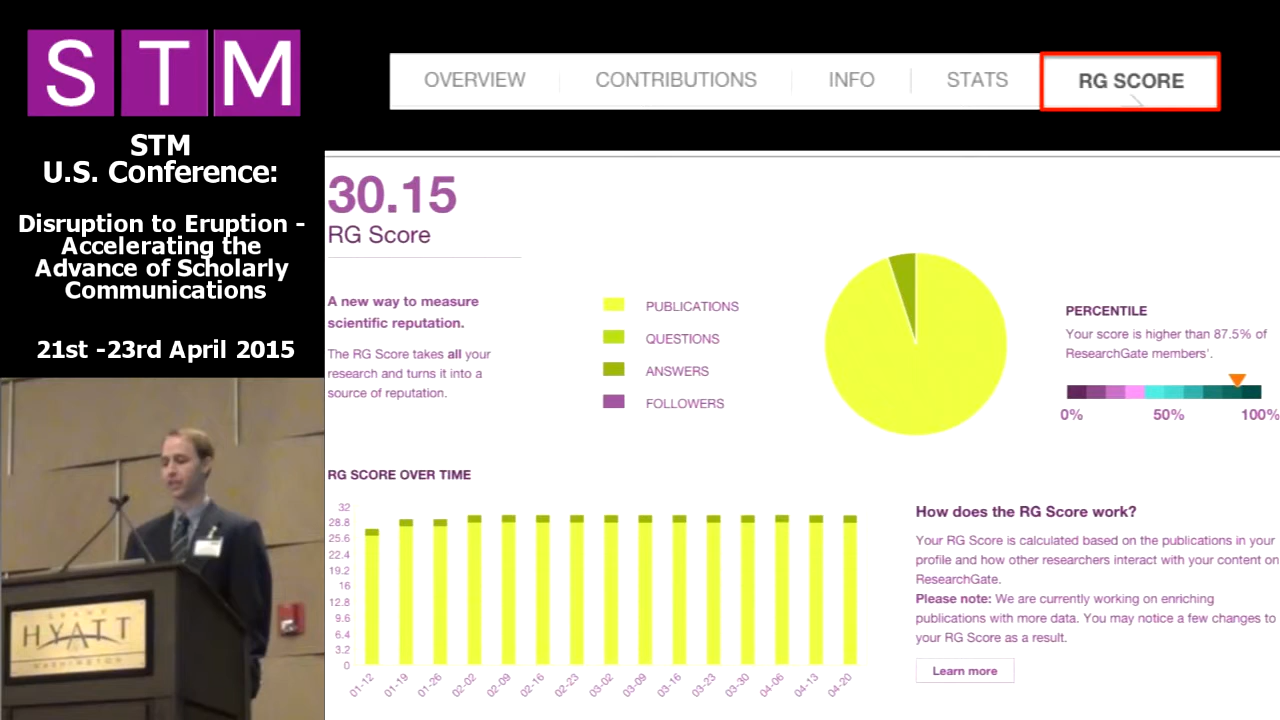 STM
STM
U.S. Conference:
Disruption to Eruption -
Accelerating the
Advance of Scholarly
Communications
21st -23rd April 2015
GRAND
HYATT
WASHINGTON
OVERVIEW
CONTRIBUTIONS
INFO
STATS
RG SCORE
30.15
RG Score
A new way to measure
scientific reputation.
The RG Score takes all your
research and turns it into a
source of reputation.
PUBLICATIONS
QUESTIONS
ANSWERS
FOLLOWERS
PERCENTILE
Your score is higher than 87.5% of
ResearchGate members'.
0% 50% 100%
RG SCORE OVER TIME
32
28.8
25.6
22.4
19.2
16
12.8
9.6
6.4
3.2
0
01-12 01-19 01-26 02-02 02-09 02-16 02-23 03-02 03-09 03-16 03-23 03-30 04-06 04-13 04-20
How does the RG Score work?
Your RG Score is calculated based on the publications in your
profile and how other researchers interact with your content on
ResearchGate.
Please note: We are currently working on enriching
publications with more data. You may notice a few changes to
your RG Score as a result.
Learn more